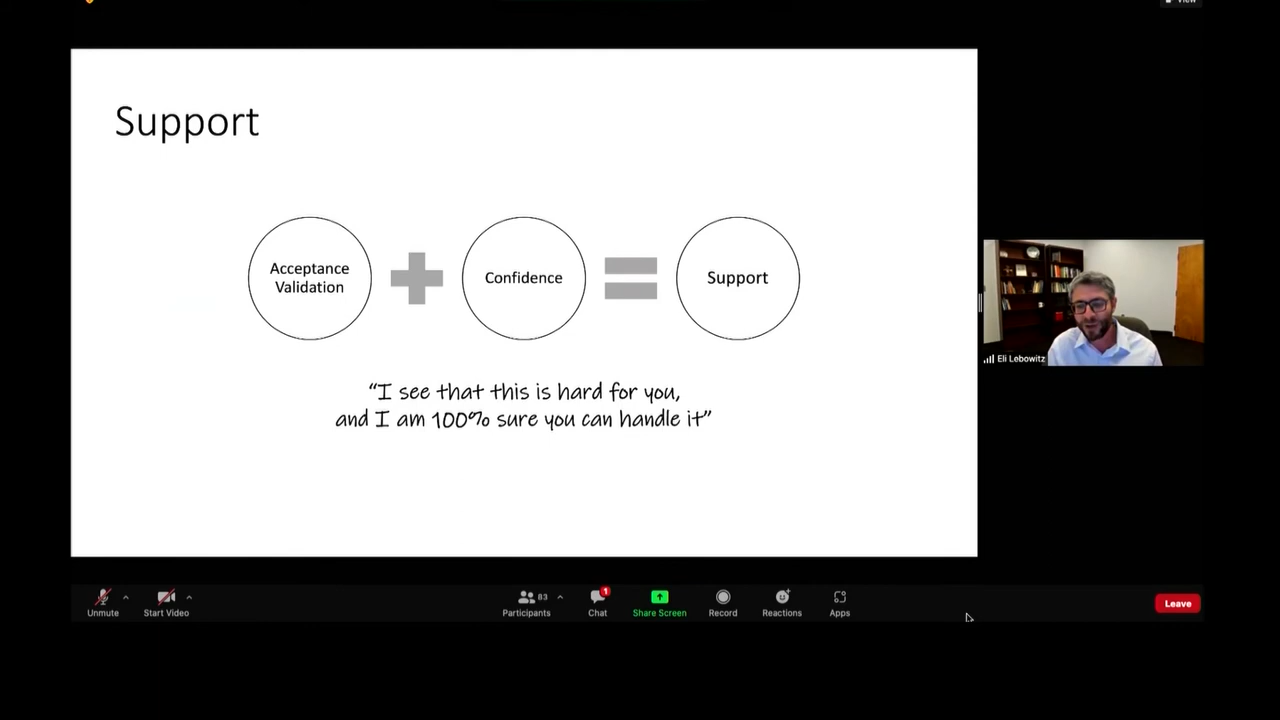 View
Support
Acceptance
Validation
Confidence
Support
“I see that this is hard for you,
and I am 100% sure you can handle it”
Eli Lebowitz
Unmute
Start Video
83
Participants
1
Chat
Share Screen
Record
Reactions
Apps
Leave